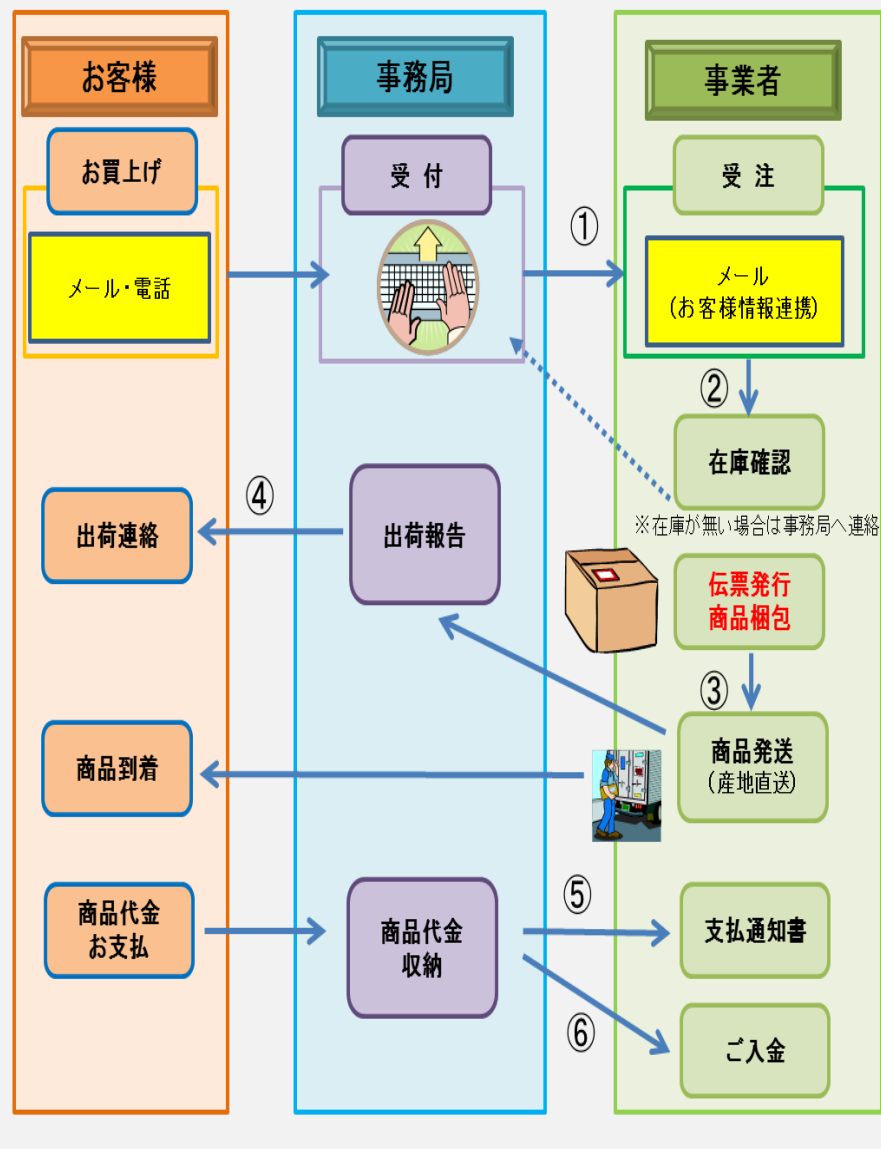 お客様
事務局
事業者
お買上げ
受 付
受 注
①
メール・電話
メール
(お客様情報連携)
②
在庫確認
※在庫が無い場合は事務局へ連絡
④
出荷連絡
出荷報告
伝票発行
商品梱包
③
商品到着
商品発送
(産地直送)
商品代金
お支払
商品代金
収納
⑤
支払通知書
⑥
ご入金